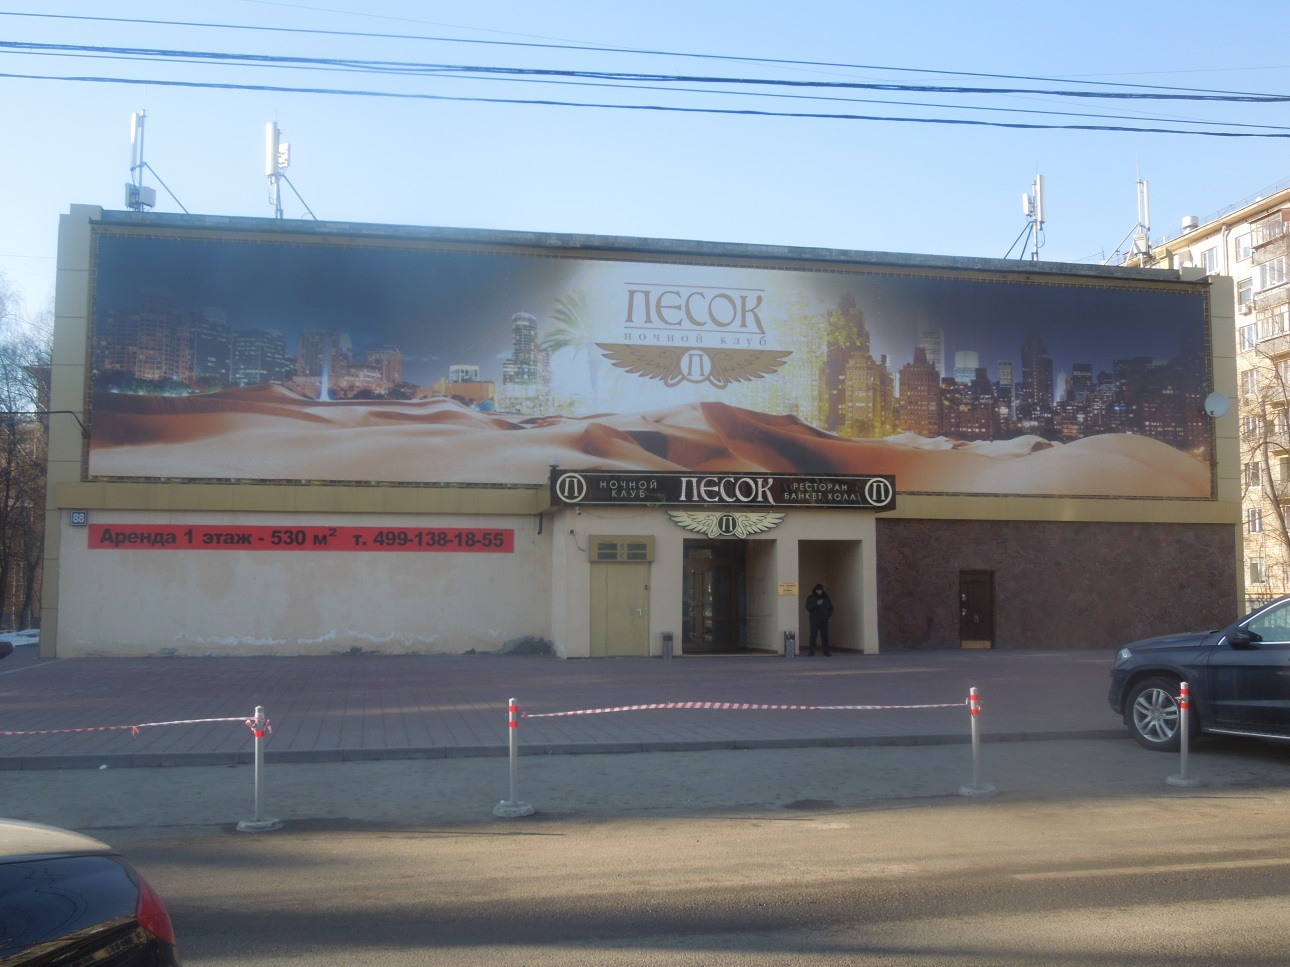 ПЕСОК
ночной клуб
П
П
НОЧНОЙ
КЛУБ
ПЕСОК
РЕСТОРАН
БАНКЕТ ХОЛЛ
П
П
88
Аренда 1 этаж - 530 м² т. 499-138-18-55